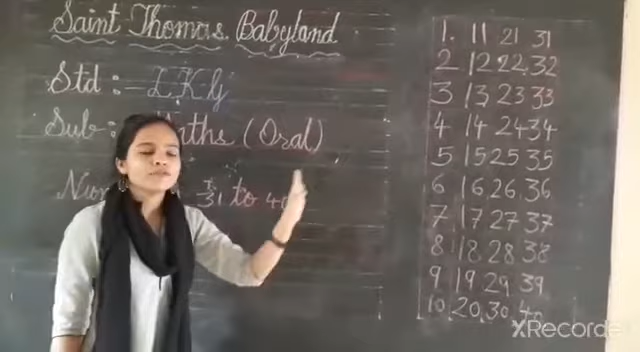 Saint Thomas Babyland
Std :- L.K.G
Sub : Maths (Oral)
31 to 40
1. 11 21 31
2 12 22 32
3 13 23 33
4 14 24 34
5 15 25 35
6 16 26 36
7 17 27 37
8 18 28 38
9 19 29 39
10 20 30 40
XRecorder